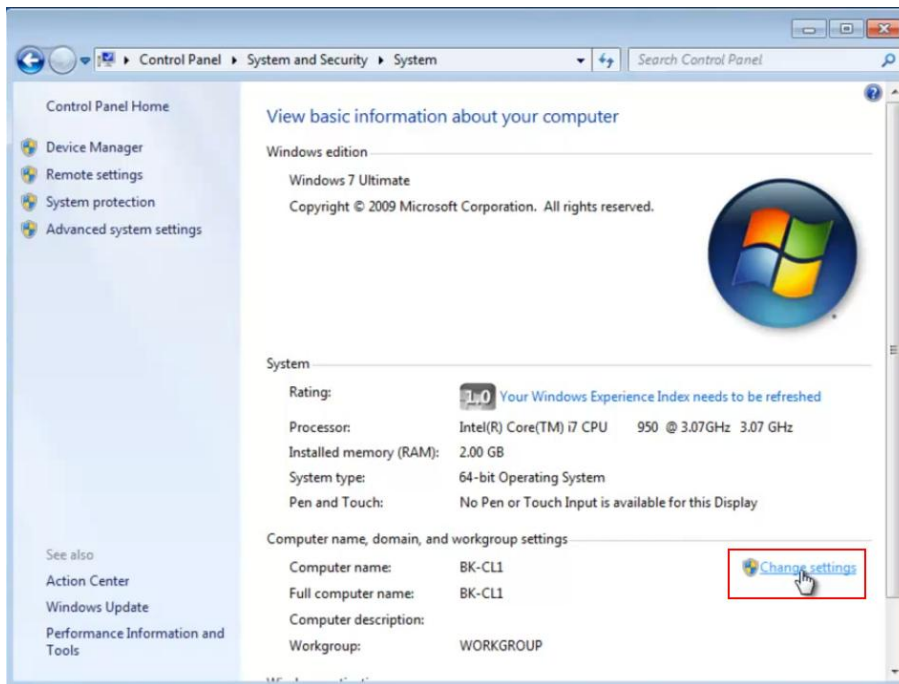 Control Panel ▸ System and Security ▸ System
Search Control Panel
Control Panel Home
Device Manager
Remote settings
System protection
Advanced system settings
See also
Action Center
Windows Update
Performance Information and
Tools
View basic information about your computer
Windows edition
Windows 7 Ultimate
Copyright © 2009 Microsoft Corporation. All rights reserved.
System
Rating:
1.0 Your Windows Experience Index needs to be refreshed
Processor: Intel(R) Core(TM) i7 CPU 950 @ 3.07GHz 3.07 GHz
Installed memory (RAM): 2.00 GB
System type: 64-bit Operating System
Pen and Touch: No Pen or Touch Input is available for this Display
Computer name, domain, and workgroup settings
Computer name: BK-CL1
Change settings
Full computer name: BK-CL1
Computer description:
Workgroup: WORKGROUP